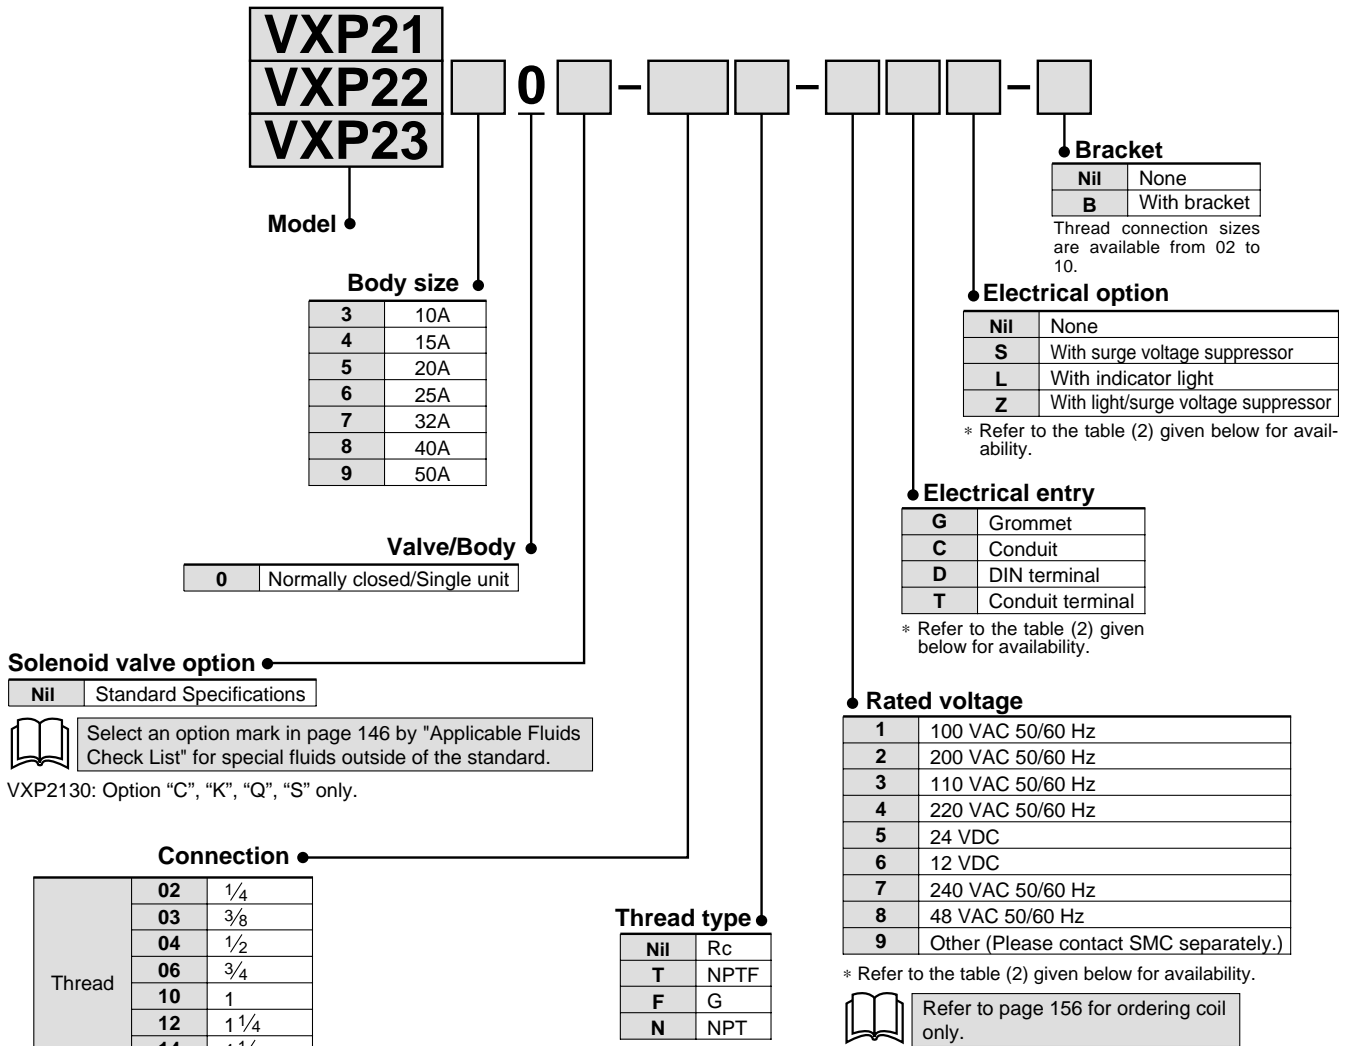 VXP21
VXP22 0 – – –
VXP23
Model
Bracket
Nil None
B With bracket
Thread connection sizes
are available from 02 to
10.
Body size
3 10A
4 15A
5 20A
6 25A
7 32A
8 40A
9 50A
Electrical option
Nil None
S With surge voltage suppressor
L With indicator light
Z With light/surge voltage suppressor
* Refer to the table (2) given below for avail-
ability.
Valve/Body
0 Normally closed/Single unit
Electrical entry
G Grommet
C Conduit
D DIN terminal
T Conduit terminal
* Refer to the table (2) given
below for availability.
Solenoid valve option
Nil Standard Specifications
Select an option mark in page 146 by "Applicable Fluids
Check List" for special fluids outside of the standard.
VXP2130: Option “C”, “K”, “Q”, “S” only.
Rated voltage
1 100 VAC 50/60 Hz
2 200 VAC 50/60 Hz
3 110 VAC 50/60 Hz
4 220 VAC 50/60 Hz
5 24 VDC
6 12 VDC
7 240 VAC 50/60 Hz
8 48 VAC 50/60 Hz
9 Other (Please contact SMC separately.)
* Refer to the table (2) given below for availability.
Refer to page 156 for ordering coil
only.
Connection
Thread
02 1/4
03 3/8
04 1/2
06 3/4
10 1
12 1 1/4
Thread type
Nil Rc
T NPTF
F G
N NPT